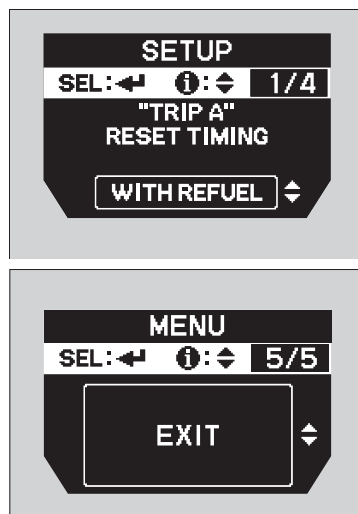 SETUP
SEL: : 1/4
"TRIP A"
RESET TIMING
WITH REFUEL
MENU
SEL: : 5/5
EXIT